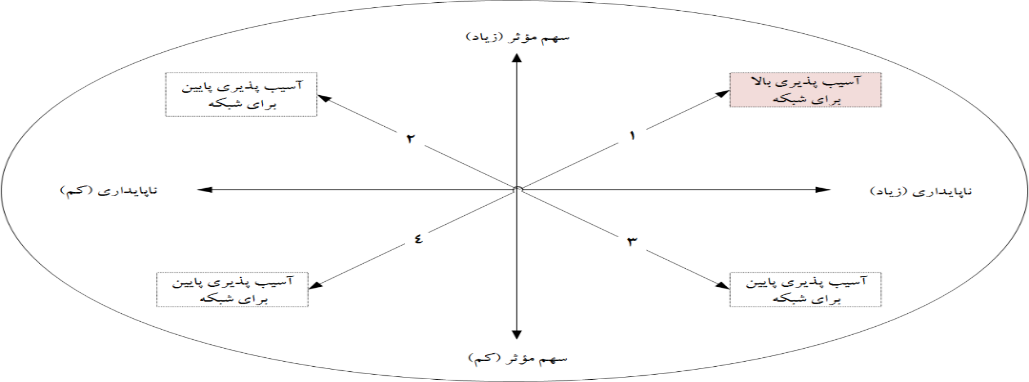 سهم مؤثر (زیاد)
آسیب پذیری بالا
برای شبکه
آسیب پذیری پایین
برای شبکه
۱
۲
ناپایداری (زیاد)
ناپایداری (کم)
۳
٤
آسیب پذیری پایین
برای شبکه
آسیب پذیری پایین
برای شبکه
سهم مؤثر (کم)